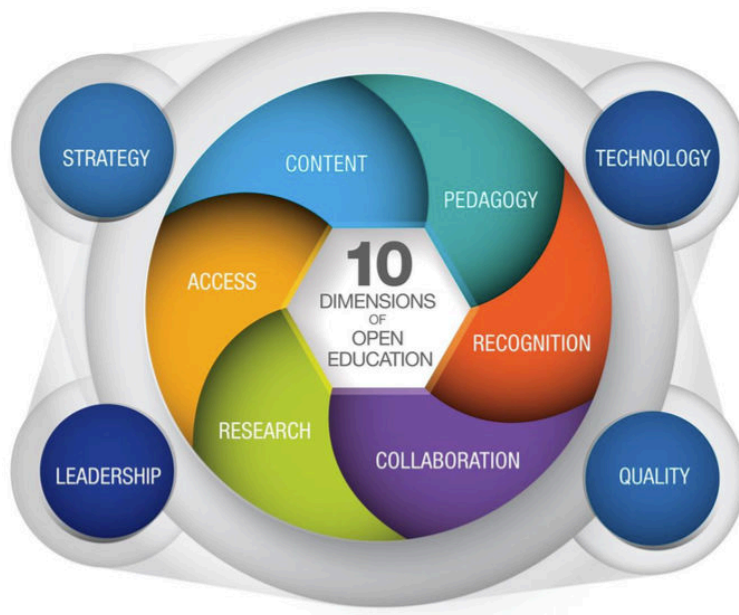 STRATEGY
TECHNOLOGY
CONTENT
PEDAGOGY
ACCESS
10
DIMENSIONS
OF
OPEN
EDUCATION
RECOGNITION
RESEARCH
COLLABORATION
LEADERSHIP
QUALITY